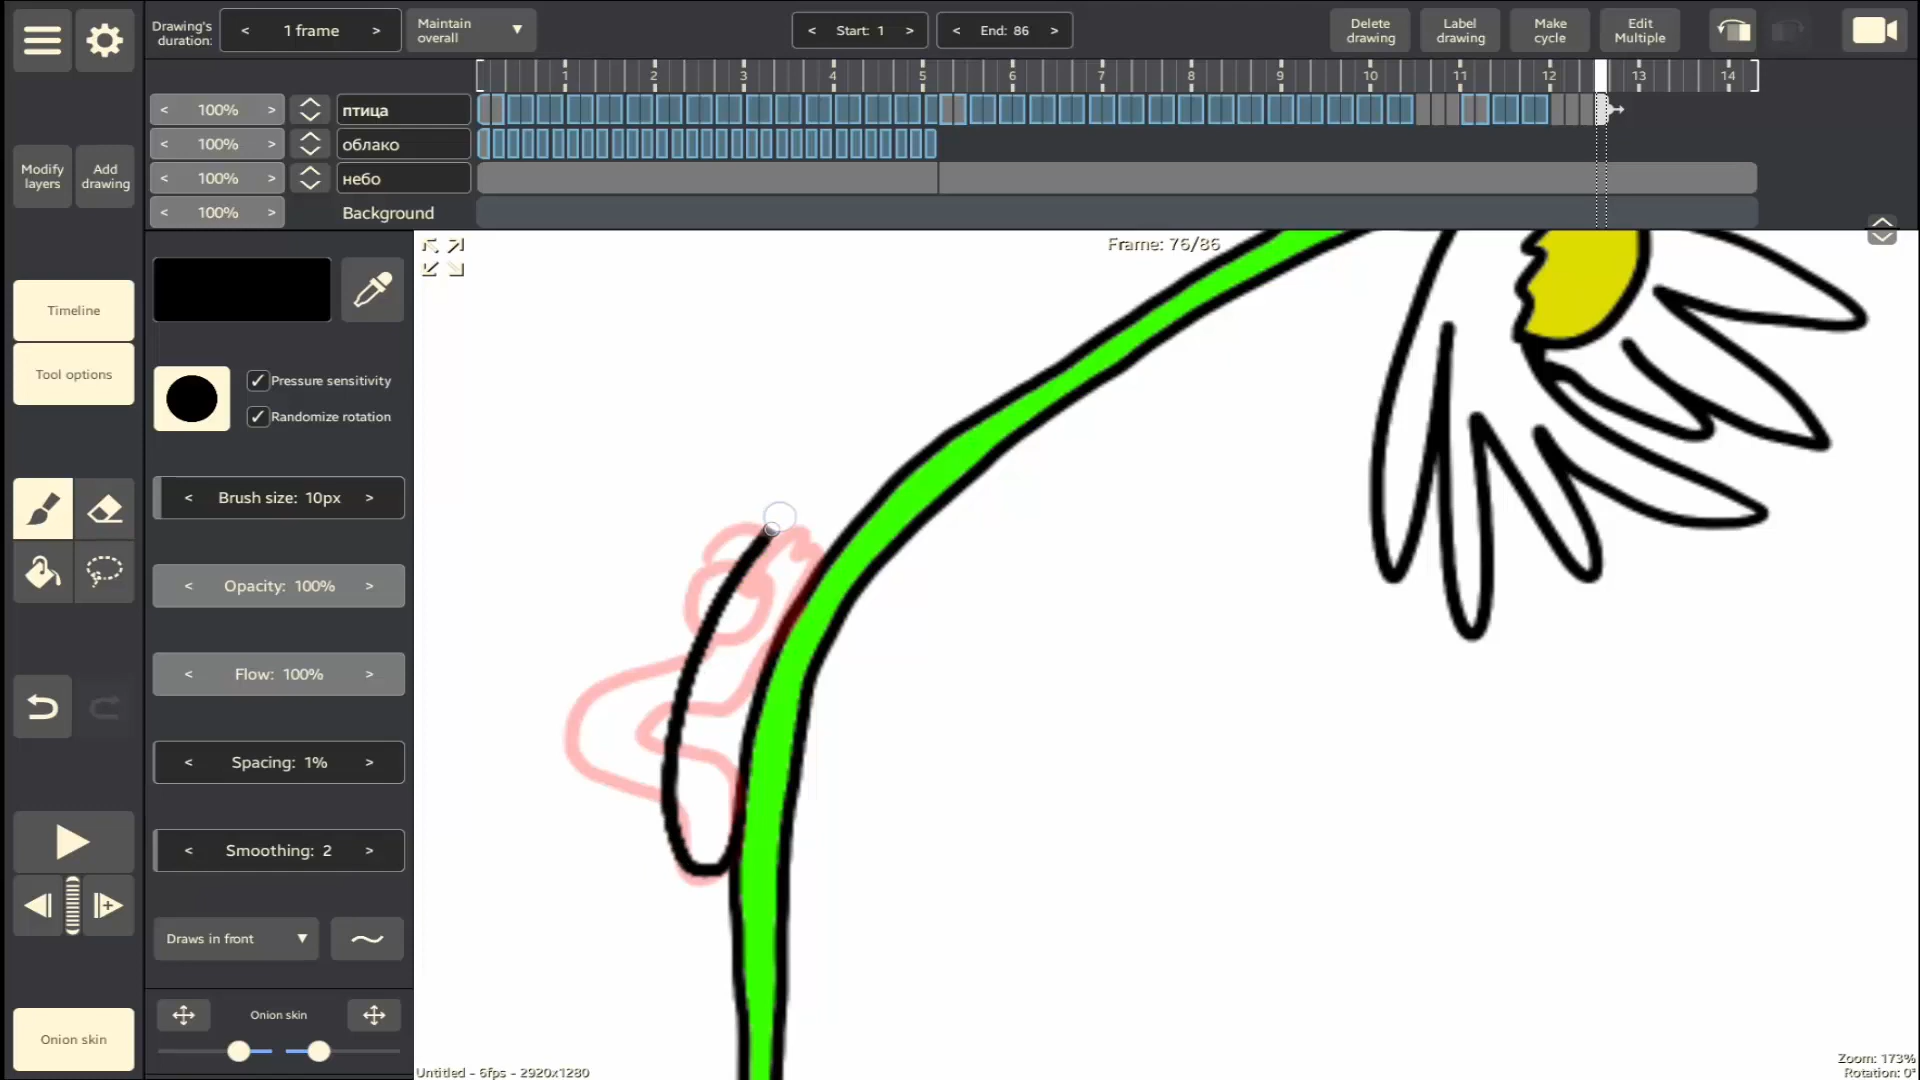 Drawing's
duration:
< 1 frame >
Maintain
overall
< Start: 1 >
< End: 86 >
Delete
drawing
Label
drawing
Make
cycle
Edit
Multiple
1 2 3 4 5 6 7 8 9 10 11 12 13 14
< 100% > птица
< 100% > облако
< 100% > небо
< 100% > Background
Modify
layers
Add
drawing
Frame: 76/86
Timeline
Tool options
Pressure sensitivity
Randomize rotation
< Brush size: 10px >
< Opacity: 100% >
< Flow: 100% >
< Spacing: 1% >
< Smoothing: 2 >
Draws in front
Onion skin
Onion skin
Untitled - 6fps - 2920x1280
Zoom: 173%
Rotation: 0°